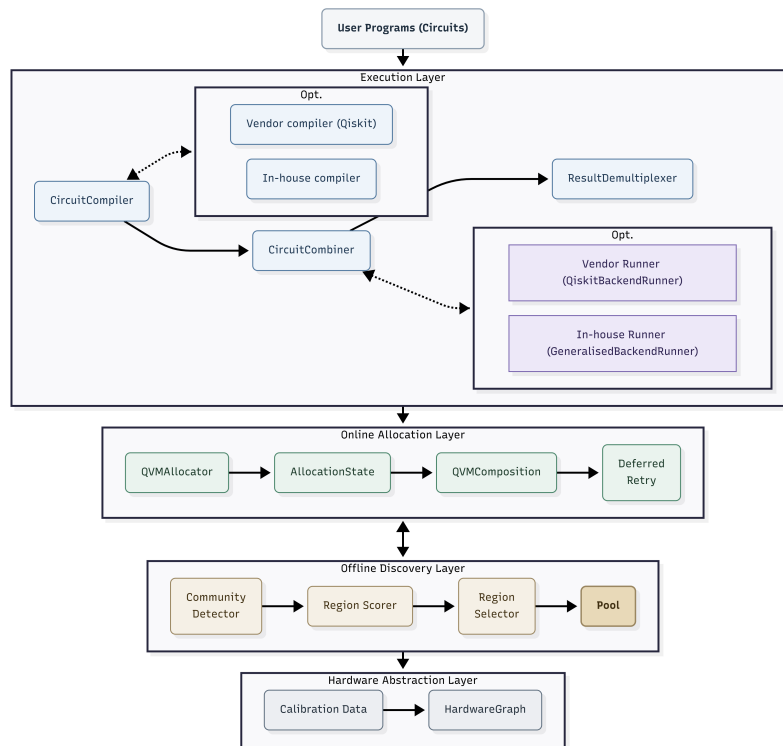 User Programs (Circuits)
Execution Layer
Opt.
Vendor compiler (Qiskit)
In-house compiler
CircuitCompiler
ResultDemultiplexer
CircuitCombiner
Opt.
Vendor Runner
(QiskitBackendRunner)
In-house Runner
(GeneralisedBackendRunner)
Online Allocation Layer
QVMAllocator
AllocationState
QVMComposition
Deferred
Retry
Offline Discovery Layer
Community
Detector
Region Scorer
Region
Selector
Pool
Hardware Abstraction Layer
Calibration Data
HardwareGraph